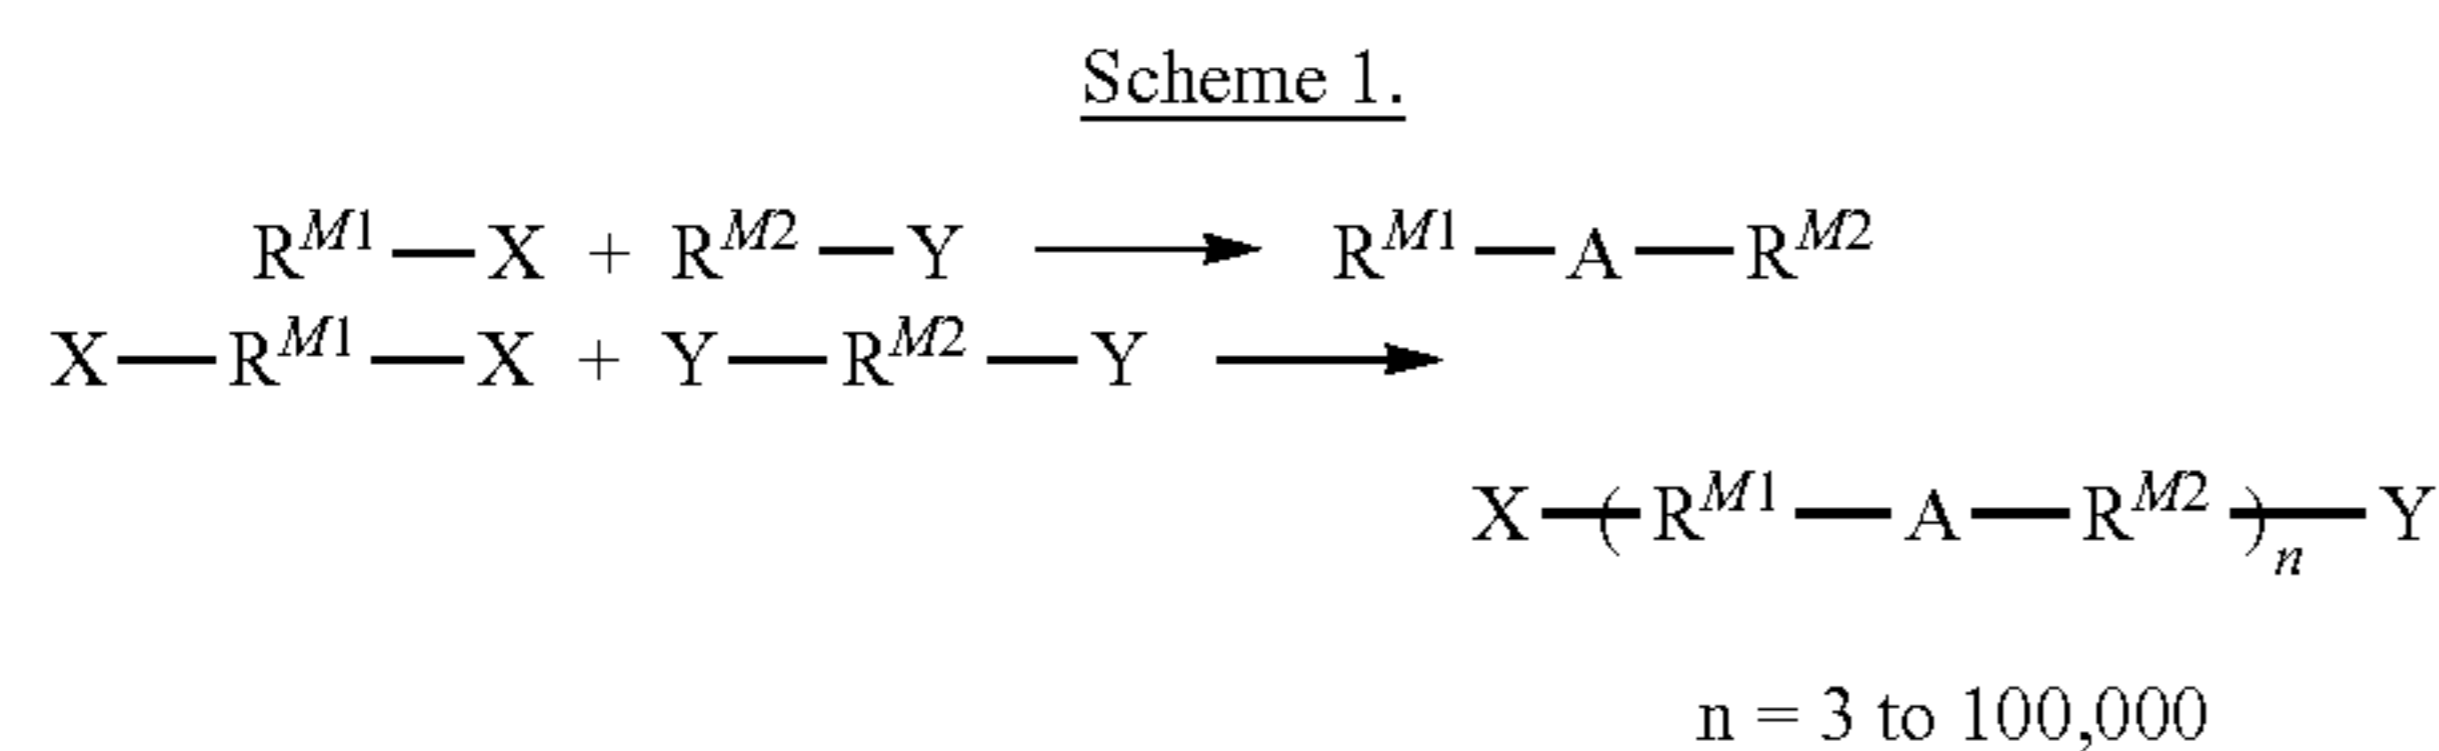 Scheme 1.
R^M1—X + R^M2—Y ⟶ R^M1—A—R^M2
X—R^M1—X + Y—R^M2—Y ⟶
X—(R^M1—A—R^M2)_n—Y
n = 3 to 100,000